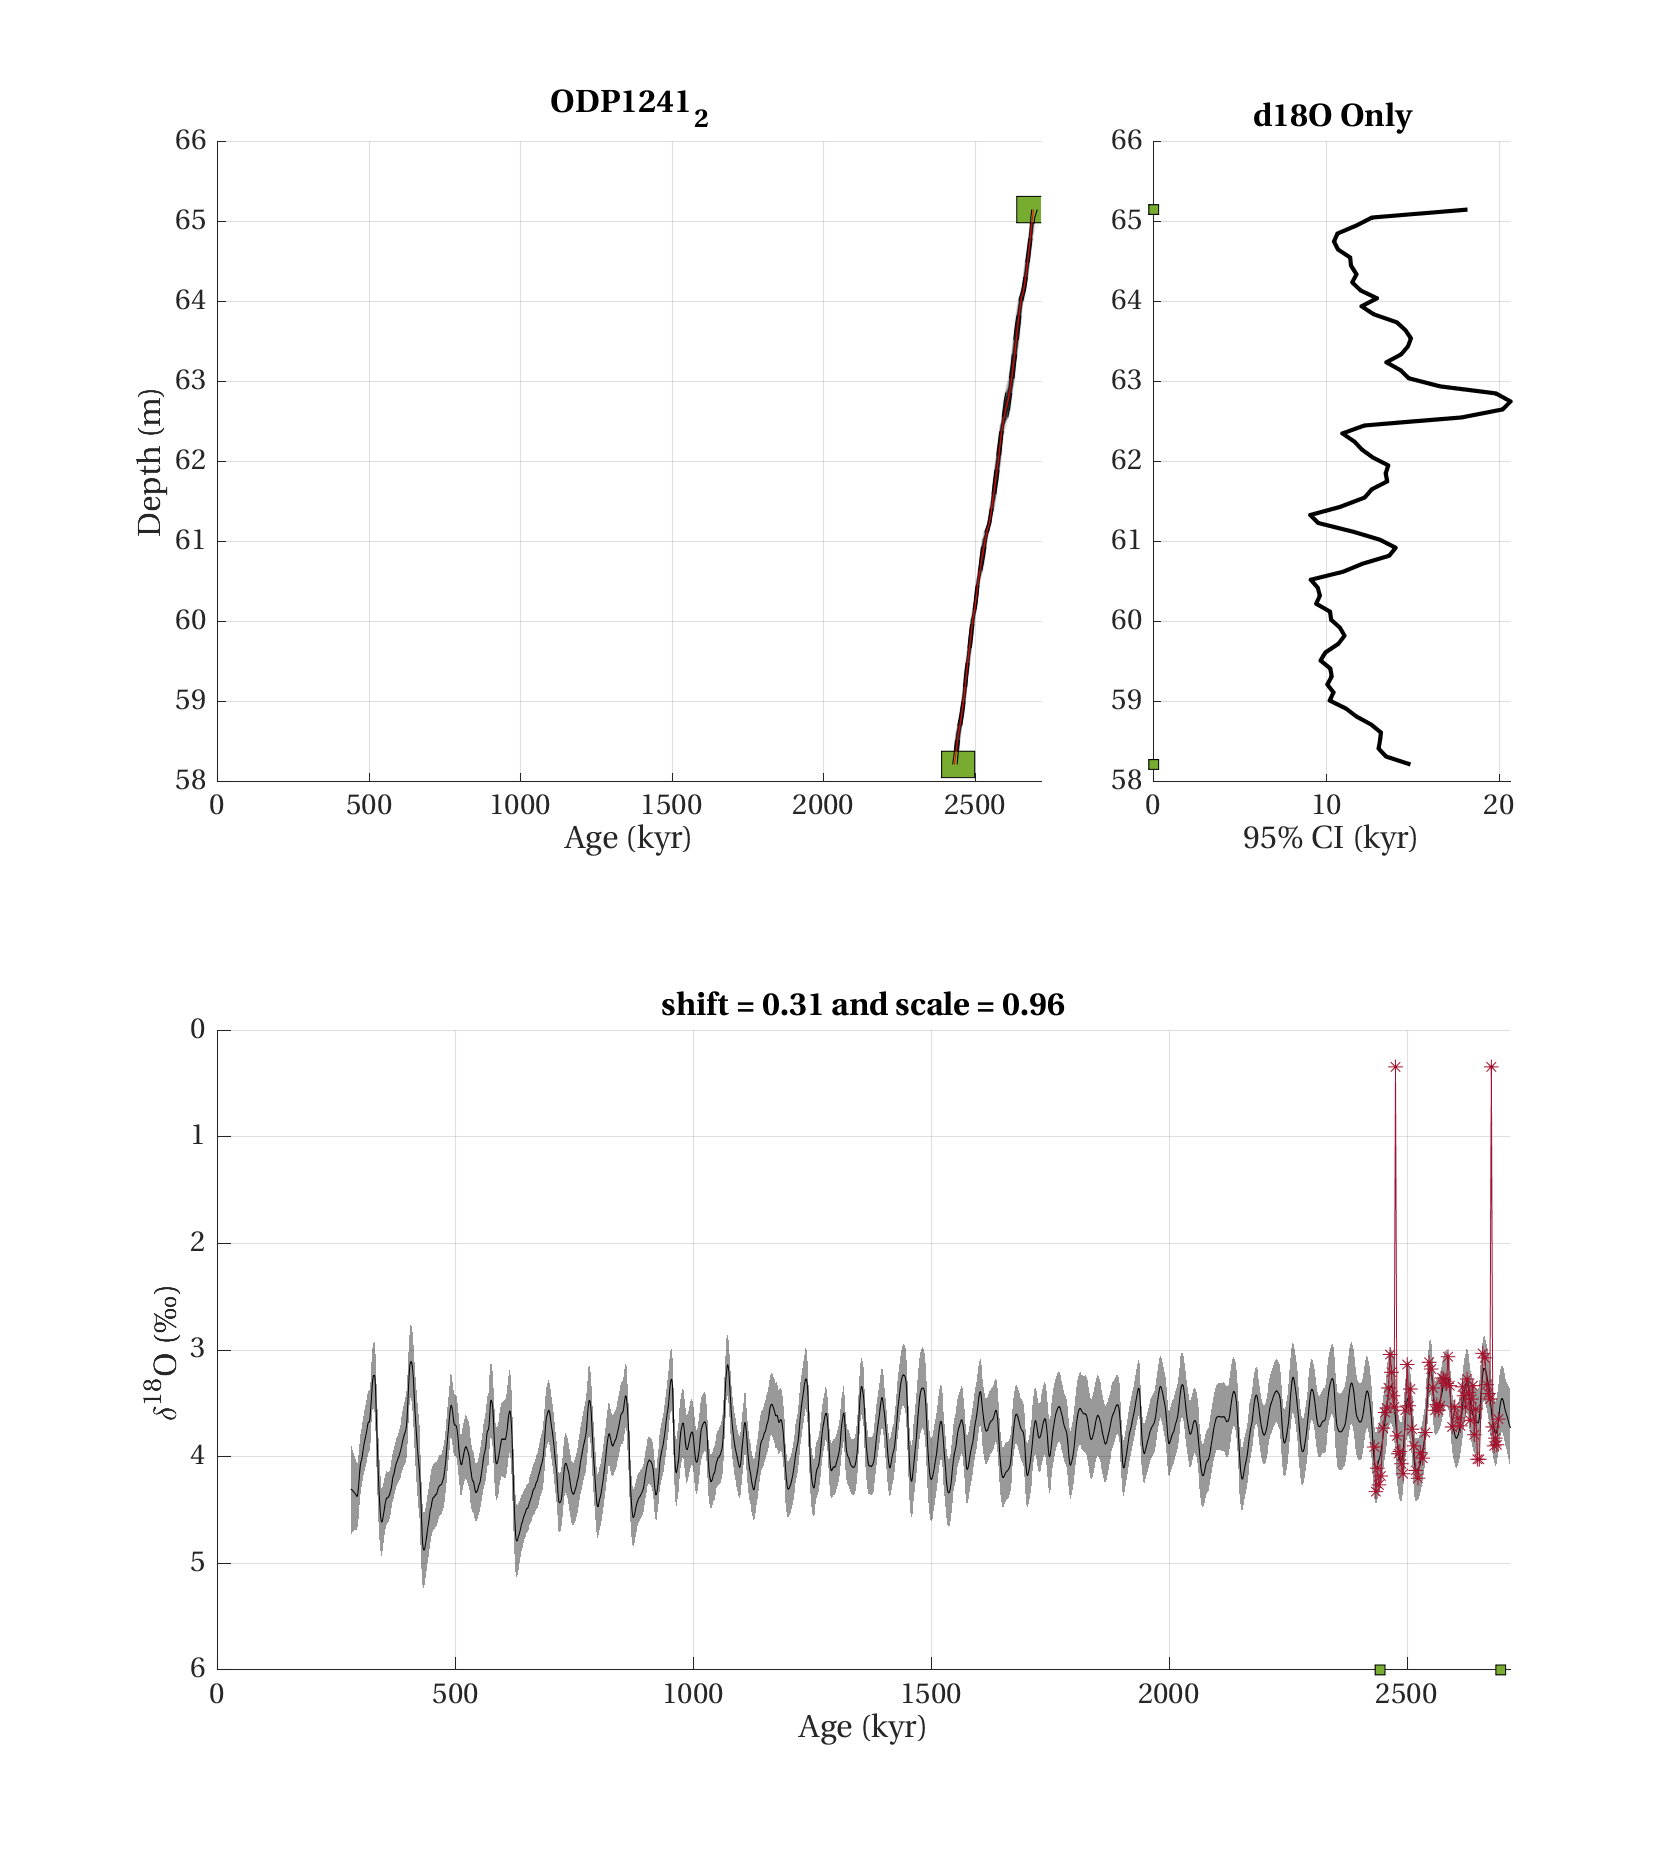 ODP1241₂
66
65
64
63
62
61
60
59
58
Depth (m)
0 500 1000 1500 2000 2500
Age (kyr)
d18O Only
66
65
64
63
62
61
60
59
58
0 10 20
95% CI (kyr)
shift = 0.31 and scale = 0.96
0
1
2
3
4
5
6
δ¹⁸O (‰)
0 500 1000 1500 2000 2500
Age (kyr)